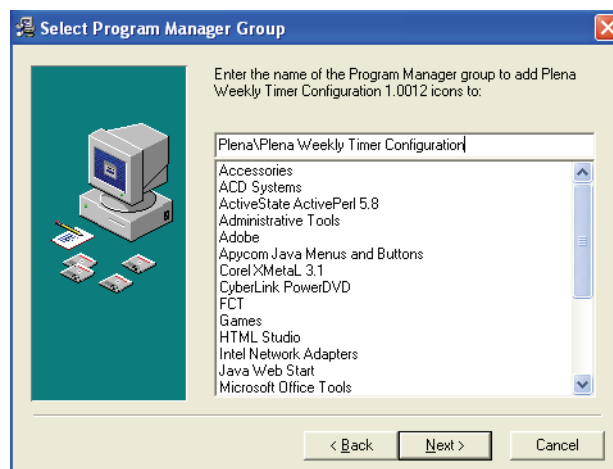 Select Program Manager Group
Enter the name of the Program Manager group to add Plena
Weekly Timer Configuration 1.0012 icons to:
Plena\Plena Weekly Timer Configuration
Accessories
ACD Systems
ActiveState ActivePerl 5.8
Administrative Tools
Adobe
Apycom Java Menus and Buttons
Corel XMetaL 3.1
CyberLink PowerDVD
FCT
Games
HTML Studio
Intel Network Adapters
Java Web Start
Microsoft Office Tools
< Back
Next >
Cancel